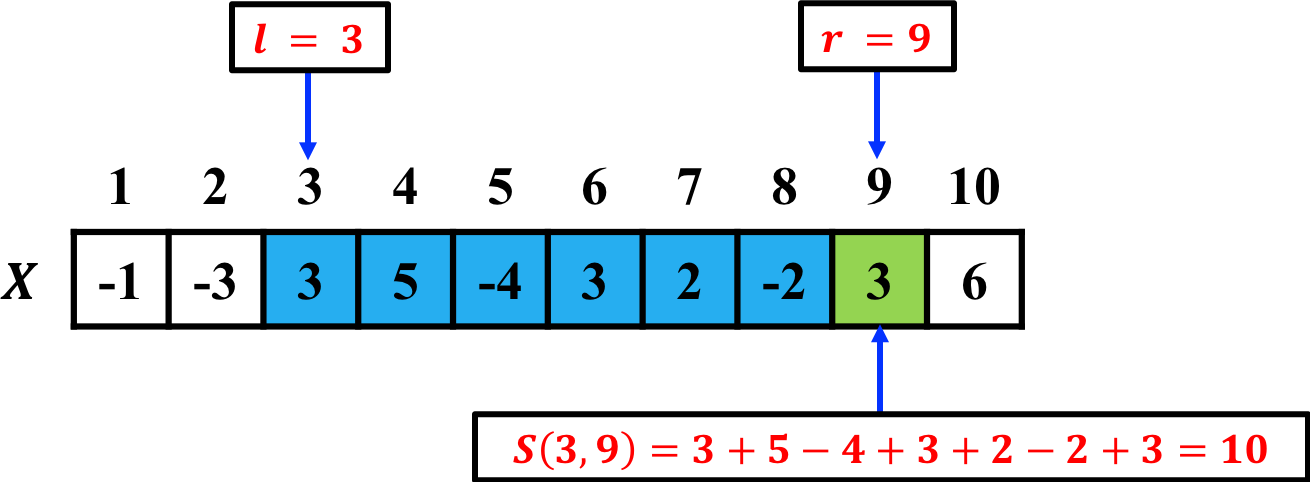 l = 3 r = 9
1 2 3 4 5 6 7 8 9 10
X -1 -3 3 5 -4 3 2 -2 3 6
S(3, 9) = 3 + 5 − 4 + 3 + 2 − 2 + 3 = 10